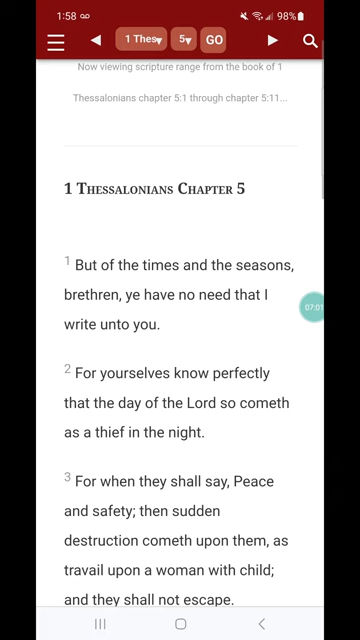 1:58
98%
1 Thes
5
GO
Now viewing scripture range from the book of 1
Thessalonians chapter 5:1 through chapter 5:11...
1 Thessalonians Chapter 5
1 But of the times and the seasons,
brethren, ye have no need that I
write unto you.
07:01
2 For yourselves know perfectly
that the day of the Lord so cometh
as a thief in the night.
3 For when they shall say, Peace
and safety; then sudden
destruction cometh upon them, as
travail upon a woman with child;
and they shall not escape.